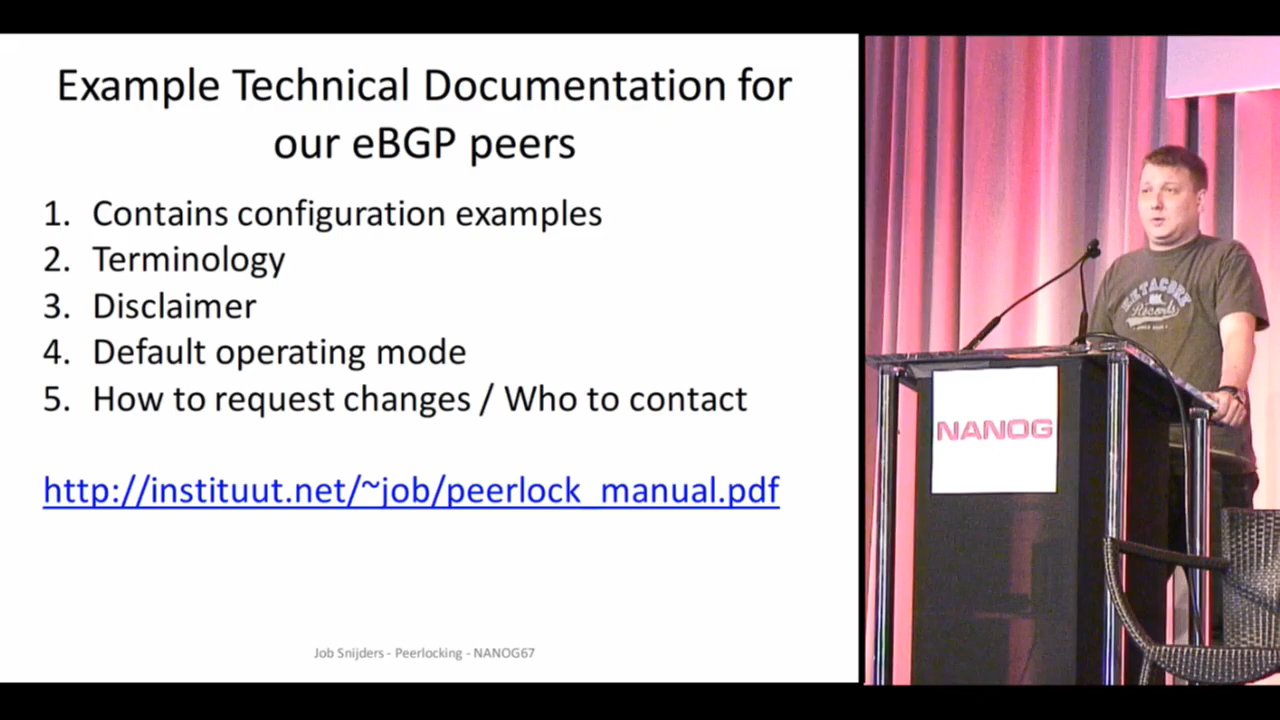 Example Technical Documentation for
our eBGP peers
1. Contains configuration examples
2. Terminology
3. Disclaimer
4. Default operating mode
5. How to request changes / Who to contact
http://instituut.net/~job/peerlock_manual.pdf
Job Snijders - Peerlocking - NANOG67
METACORE
Records
NANOG